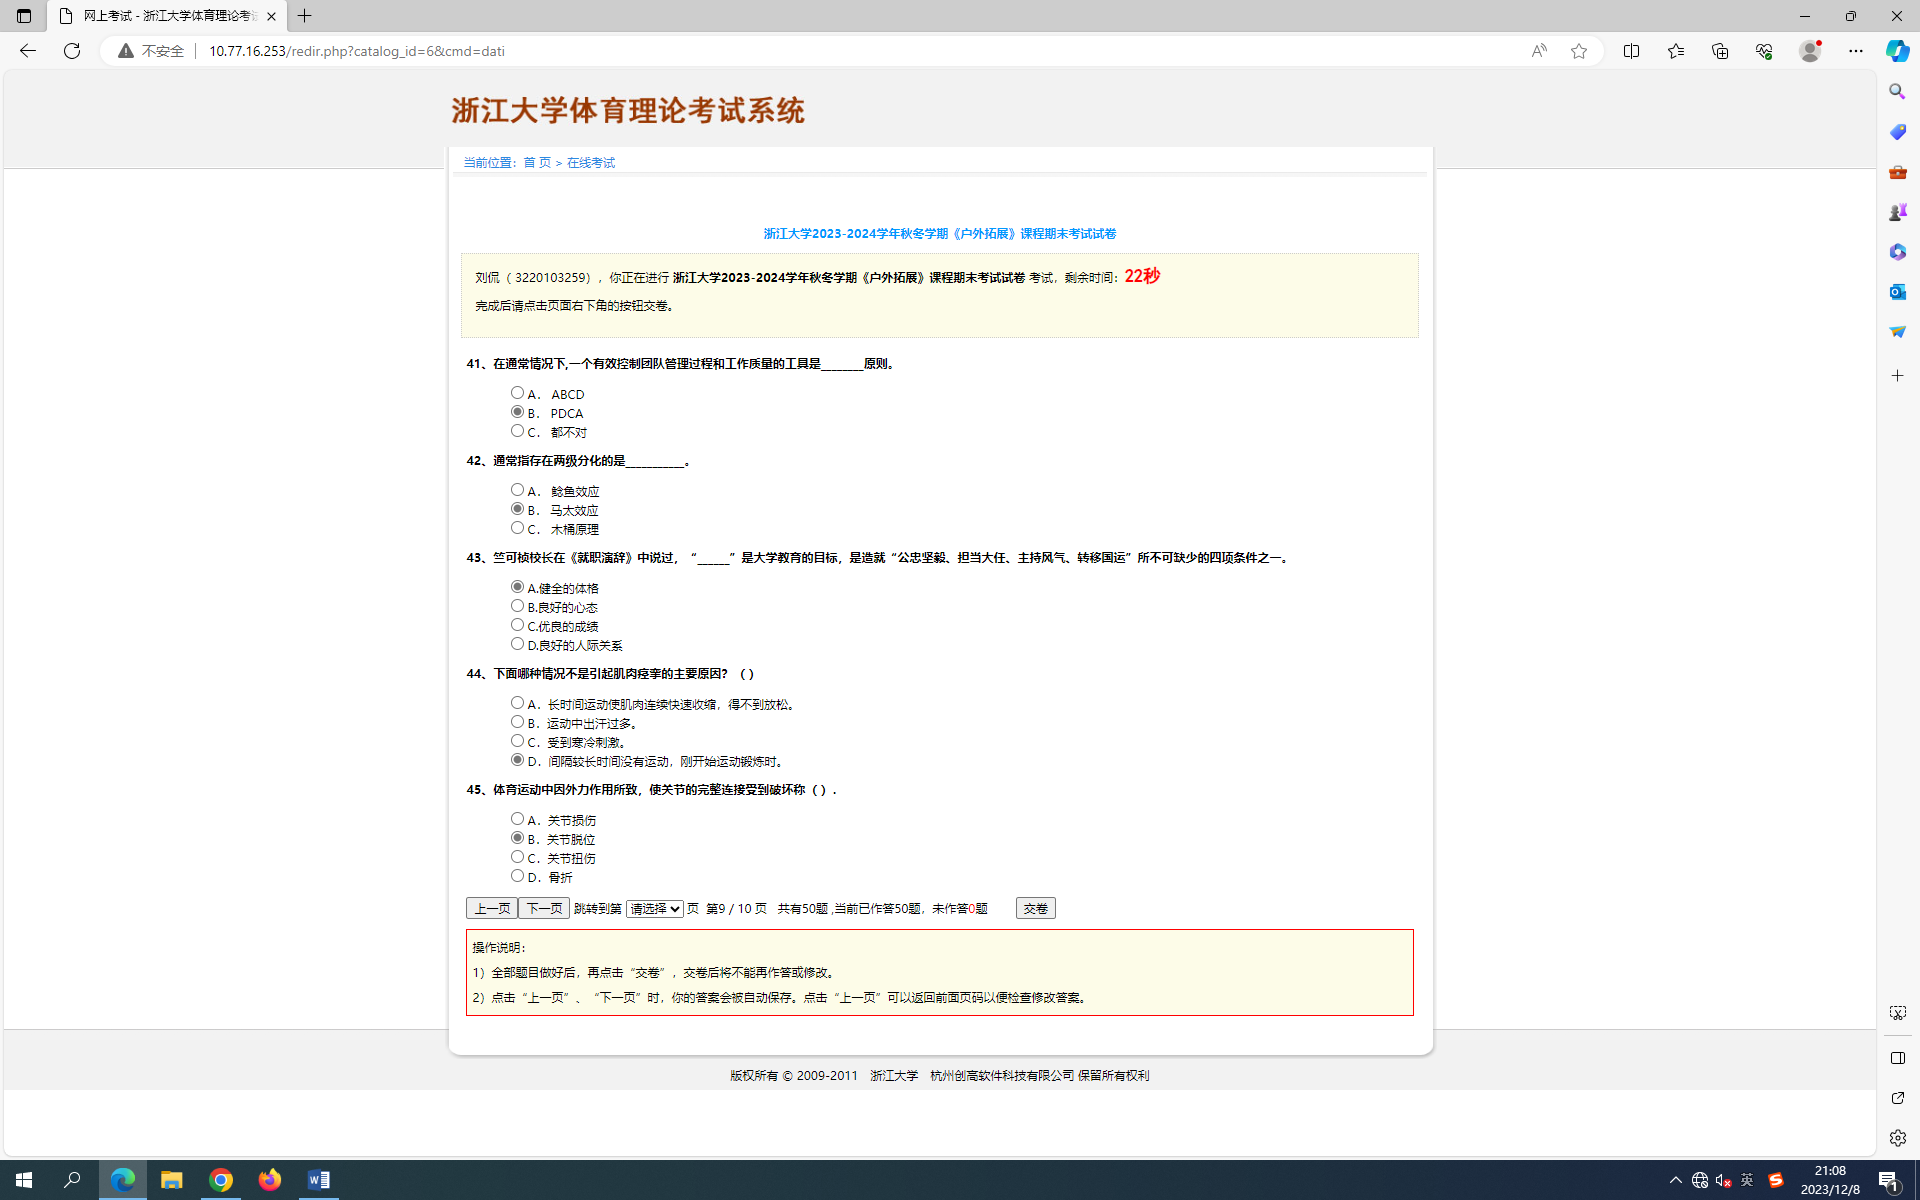 网上考试 - 浙江大学体育理论考试
不安全 10.77.16.253/redir.php?catalog_id=6&cmd=dati
浙江大学体育理论考试系统
当前位置：首 页 > 在线考试
浙江大学2023-2024学年秋冬学期《户外拓展》课程期末考试试卷
刘侃（ 3220103259），你正在进行 浙江大学2023-2024学年秋冬学期《户外拓展》课程期末考试试卷 考试，剩余时间：22秒
完成后请点击页面右下角的按钮交卷。
41、在通常情况下,一个有效控制团队管理过程和工作质量的工具是________原则。
A． ABCD
B． PDCA
C． 都不对
42、通常指存在两级分化的是___________。
A． 鲶鱼效应
B． 马太效应
C． 木桶原理
43、竺可桢校长在《就职演辞》中说过，“______”是大学教育的目标，是造就“公忠坚毅、担当大任、主持风气、转移国运”所不可缺少的四项条件之一。
A.健全的体格
B.良好的心态
C.优良的成绩
D.良好的人际关系
44、下面哪种情况不是引起肌肉痉挛的主要原因？（ ）
A．长时间运动使肌肉连续快速收缩，得不到放松。
B．运动中出汗过多。
C．受到寒冷刺激。
D．间隔较长时间没有运动，刚开始运动锻炼时。
45、体育运动中因外力作用所致，使关节的完整连接受到破坏称（ ）.
A．关节损伤
B．关节脱位
C．关节扭伤
D．骨折
上一页 下一页 跳转到第 请选择 页 第9 / 10 页 共有50题 ,当前已作答50题，未作答0题 交卷
操作说明：
1）全部题目做好后，再点击“交卷”，交卷后将不能再作答或修改。
2）点击“上一页”、“下一页”时，你的答案会被自动保存。点击“上一页”可以返回前面页码以便检查修改答案。
版权所有 © 2009-2011 浙江大学 杭州创高软件科技有限公司 保留所有权利
英
21:08
2023/12/8
1